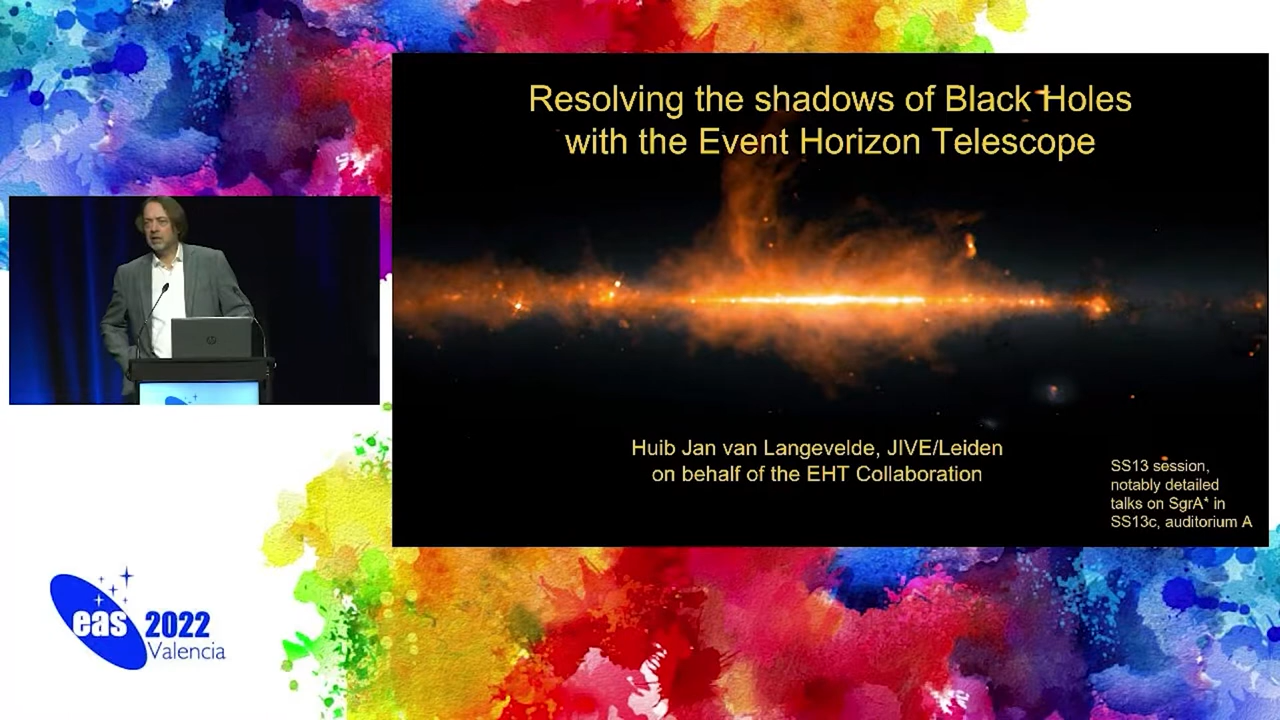 Resolving the shadows of Black Holes
with the Event Horizon Telescope
Huib Jan van Langevelde, JIVE/Leiden
on behalf of the EHT Collaboration
SS13 session,
notably detailed
talks on SgrA* in
SS13c, auditorium A
eas 2022
Valencia